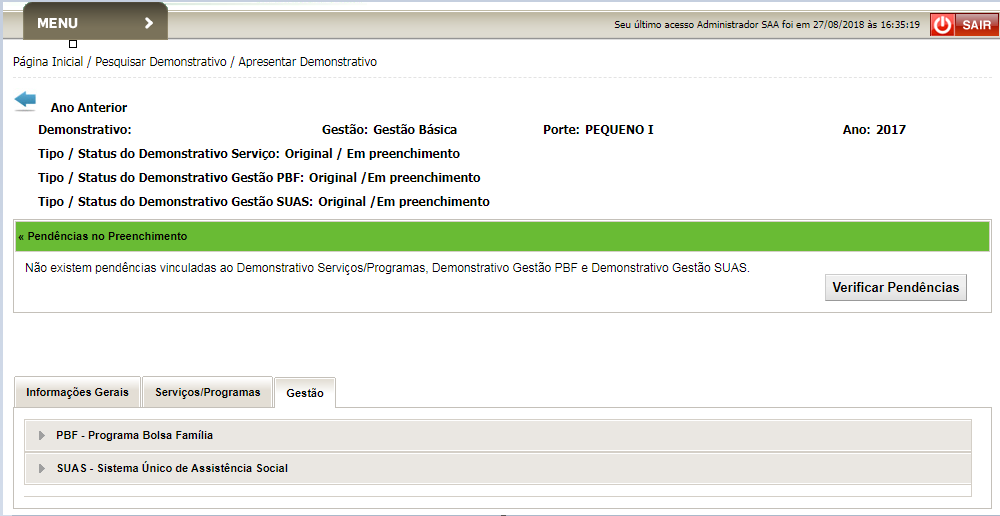 MENU
Seu último acesso Administrador SAA foi em 27/08/2018 às 16:35:19
SAIR
Página Inicial / Pesquisar Demonstrativo / Apresentar Demonstrativo
Ano Anterior
Demonstrativo: Gestão: Gestão Básica Porte: PEQUENO I Ano: 2017
Tipo / Status do Demonstrativo Serviço: Original / Em preenchimento
Tipo / Status do Demonstrativo Gestão PBF: Original /Em preenchimento
Tipo / Status do Demonstrativo Gestão SUAS: Original /Em preenchimento
« Pendências no Preenchimento
Não existem pendências vinculadas ao Demonstrativo Serviços/Programas, Demonstrativo Gestão PBF e Demonstrativo Gestão SUAS.
Verificar Pendências
Informações Gerais Serviços/Programas Gestão
PBF - Programa Bolsa Família
SUAS - Sistema Único de Assistência Social